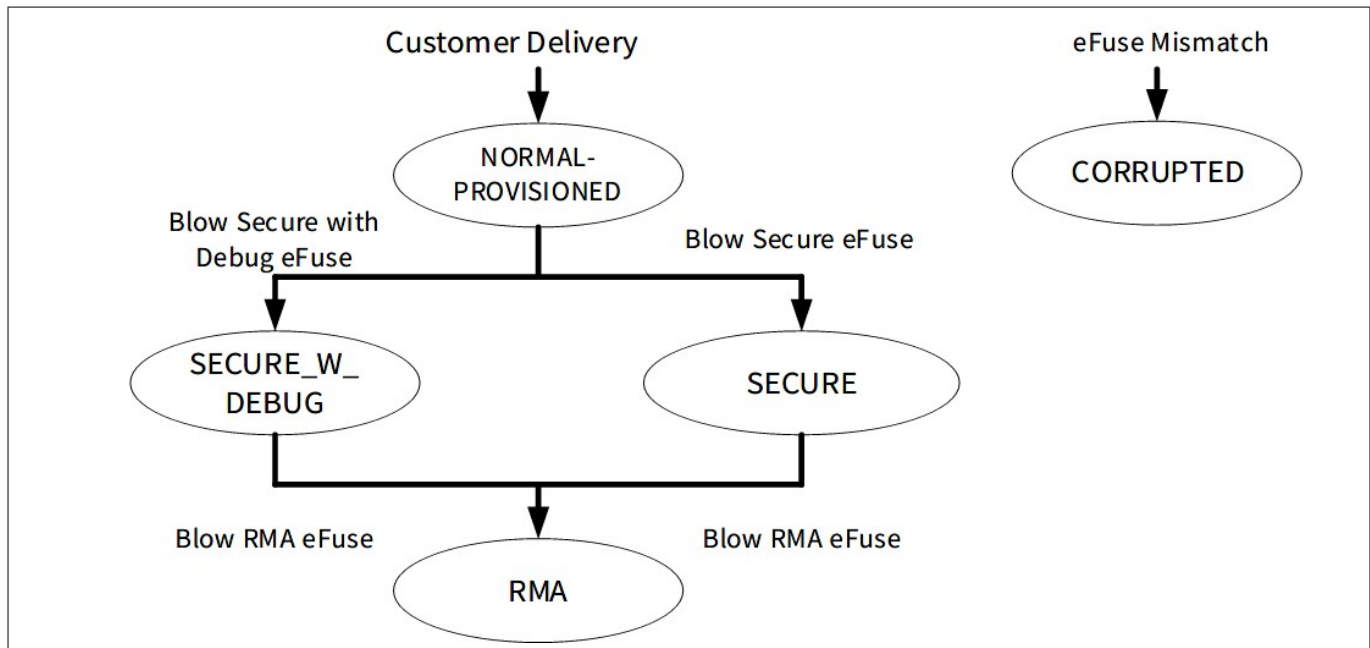 Customer Delivery
eFuse Mismatch
NORMAL-
PROVISIONED
CORRUPTED
Blow Secure with
Debug eFuse
Blow Secure eFuse
SECURE_W_
DEBUG
SECURE
Blow RMA eFuse
Blow RMA eFuse
RMA